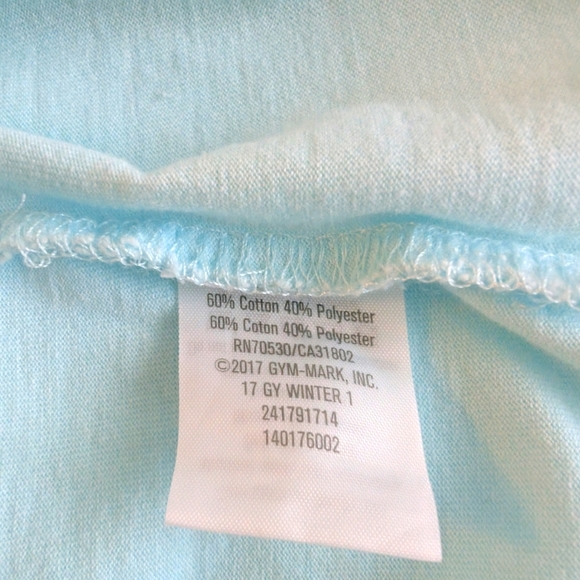 60% Cotton 40% Polyester
60% Coton 40% Polyester
RN70530/CA31802
©2017 GYM-MARK, INC.
17 GY WINTER 1
241791714
140176002